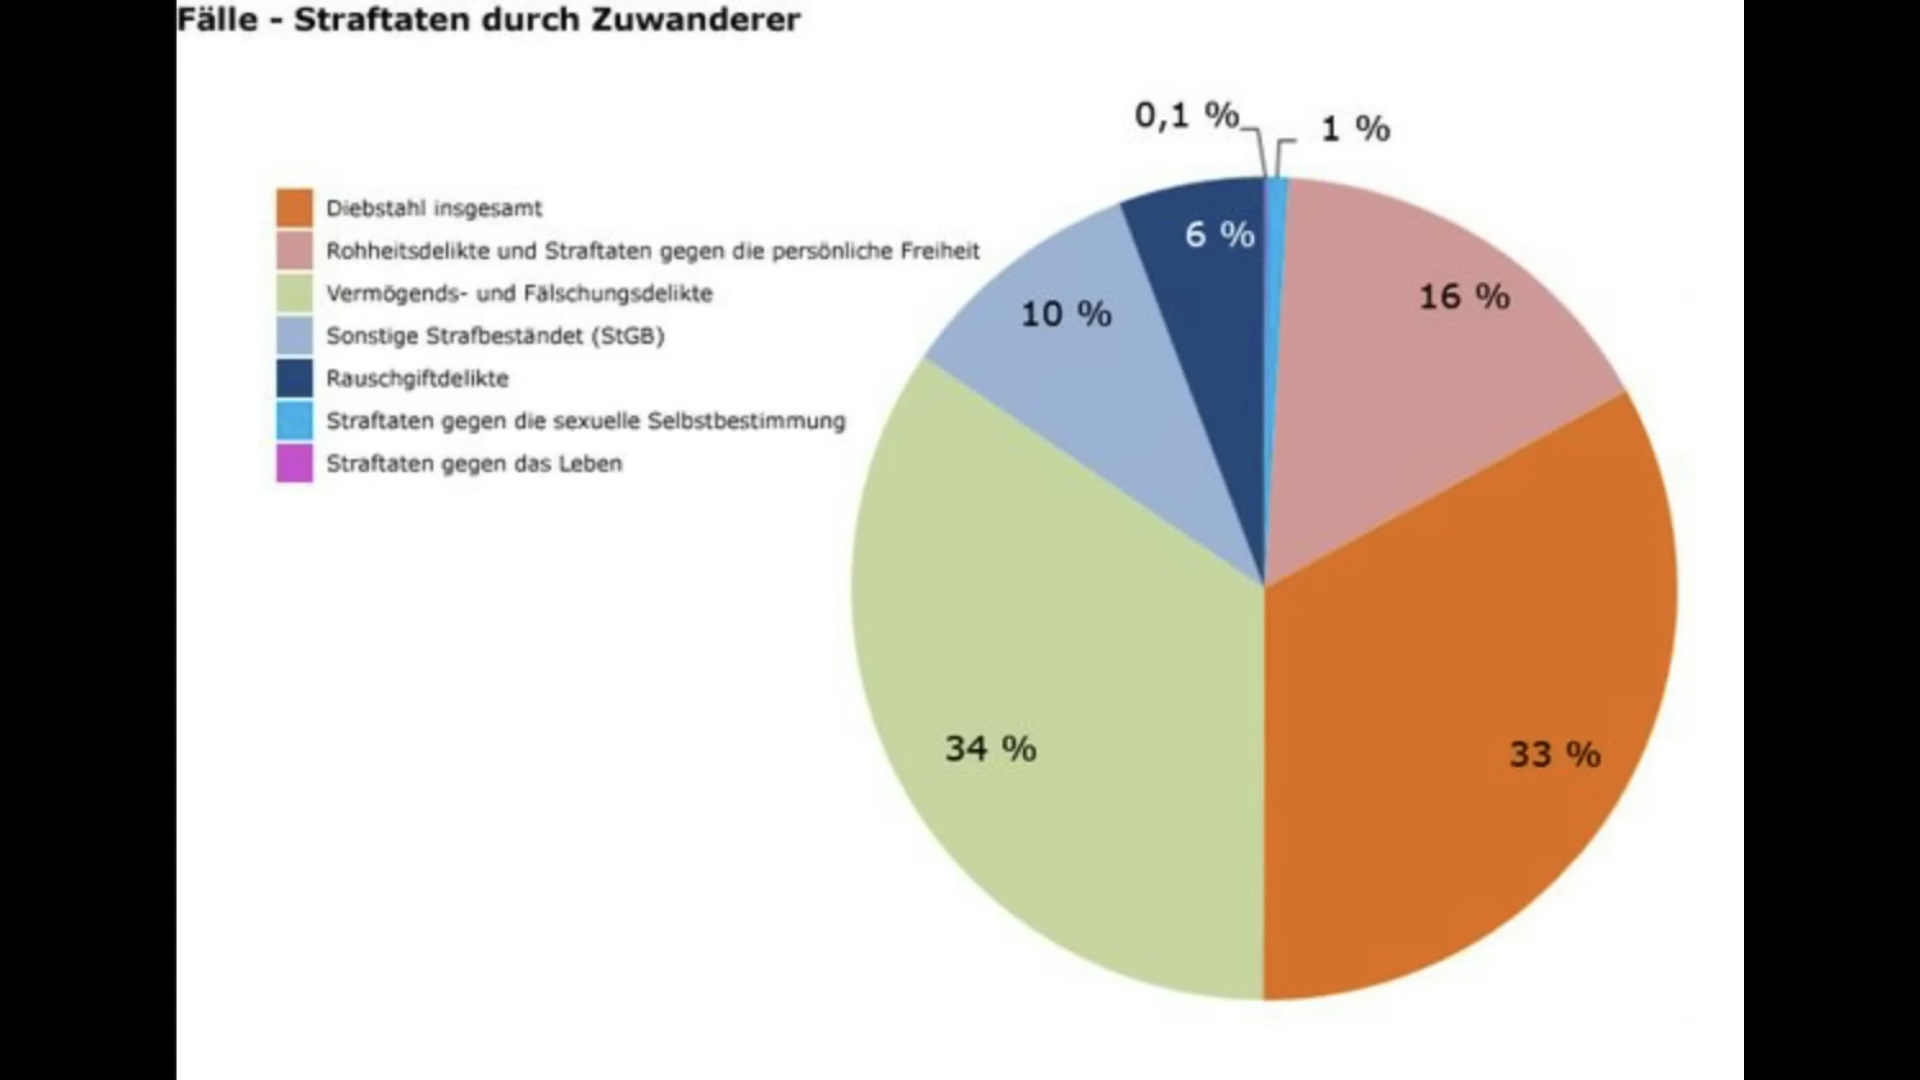 Fälle - Straftaten durch Zuwanderer
0,1 %
1 %
Diebstahl insgesamt
Rohheitsdelikte und Straftaten gegen die persönliche Freiheit
Vermögends- und Fälschungsdelikte
Sonstige Strafbeständet (StGB)
Rauschgiftdelikte
Straftaten gegen die sexuelle Selbstbestimmung
Straftaten gegen das Leben
6 %
16 %
10 %
34 %
33 %